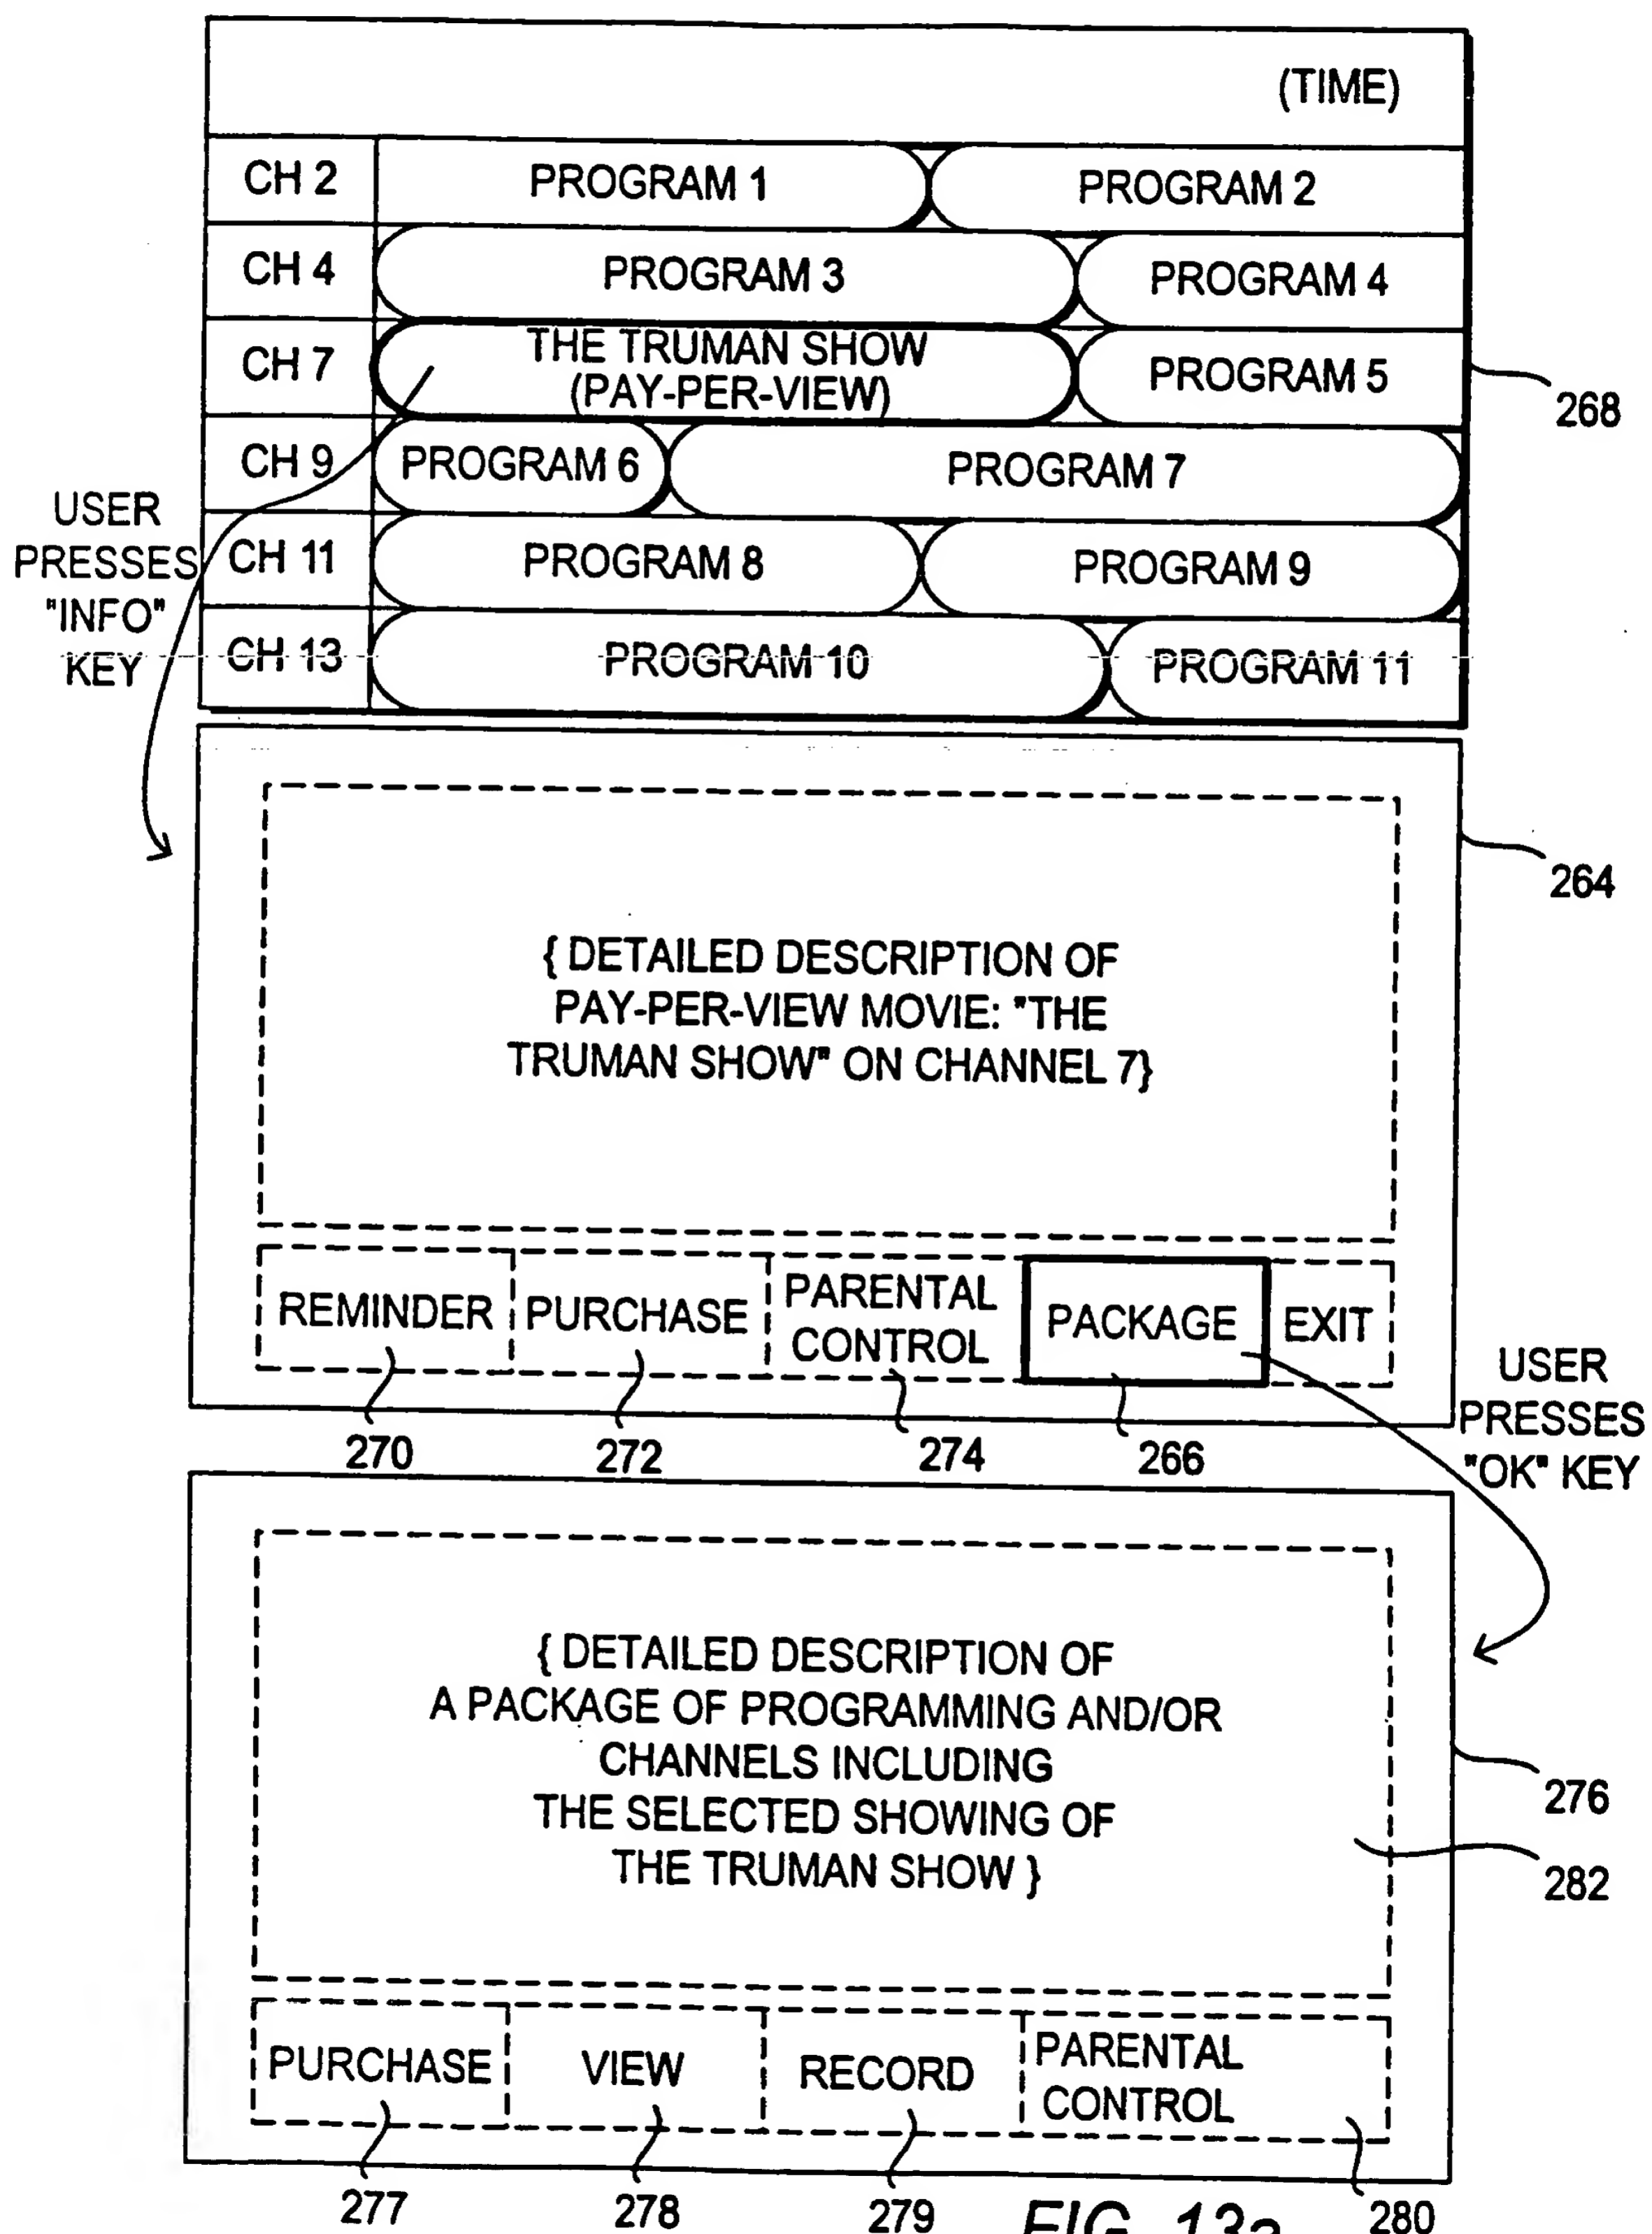 (TIME)
CH 2 PROGRAM 1 PROGRAM 2
CH 4 PROGRAM 3 PROGRAM 4
CH 7 THE TRUMAN SHOW (PAY-PER-VIEW) PROGRAM 5
268
CH 9 PROGRAM 6 PROGRAM 7
CH 11 PROGRAM 8 PROGRAM 9
CH 13 PROGRAM 10 PROGRAM 11
USER
PRESSES
"INFO"
KEY
264
{ DETAILED DESCRIPTION OF
PAY-PER-VIEW MOVIE: "THE
TRUMAN SHOW" ON CHANNEL 7}
REMINDER PURCHASE PARENTAL CONTROL PACKAGE EXIT
270 272 274 266
USER
PRESSES
"OK" KEY
{ DETAILED DESCRIPTION OF
A PACKAGE OF PROGRAMMING AND/OR
CHANNELS INCLUDING
THE SELECTED SHOWING OF
THE TRUMAN SHOW }
276
282
PURCHASE VIEW RECORD PARENTAL CONTROL
277 278 279 280
FIG. 13a